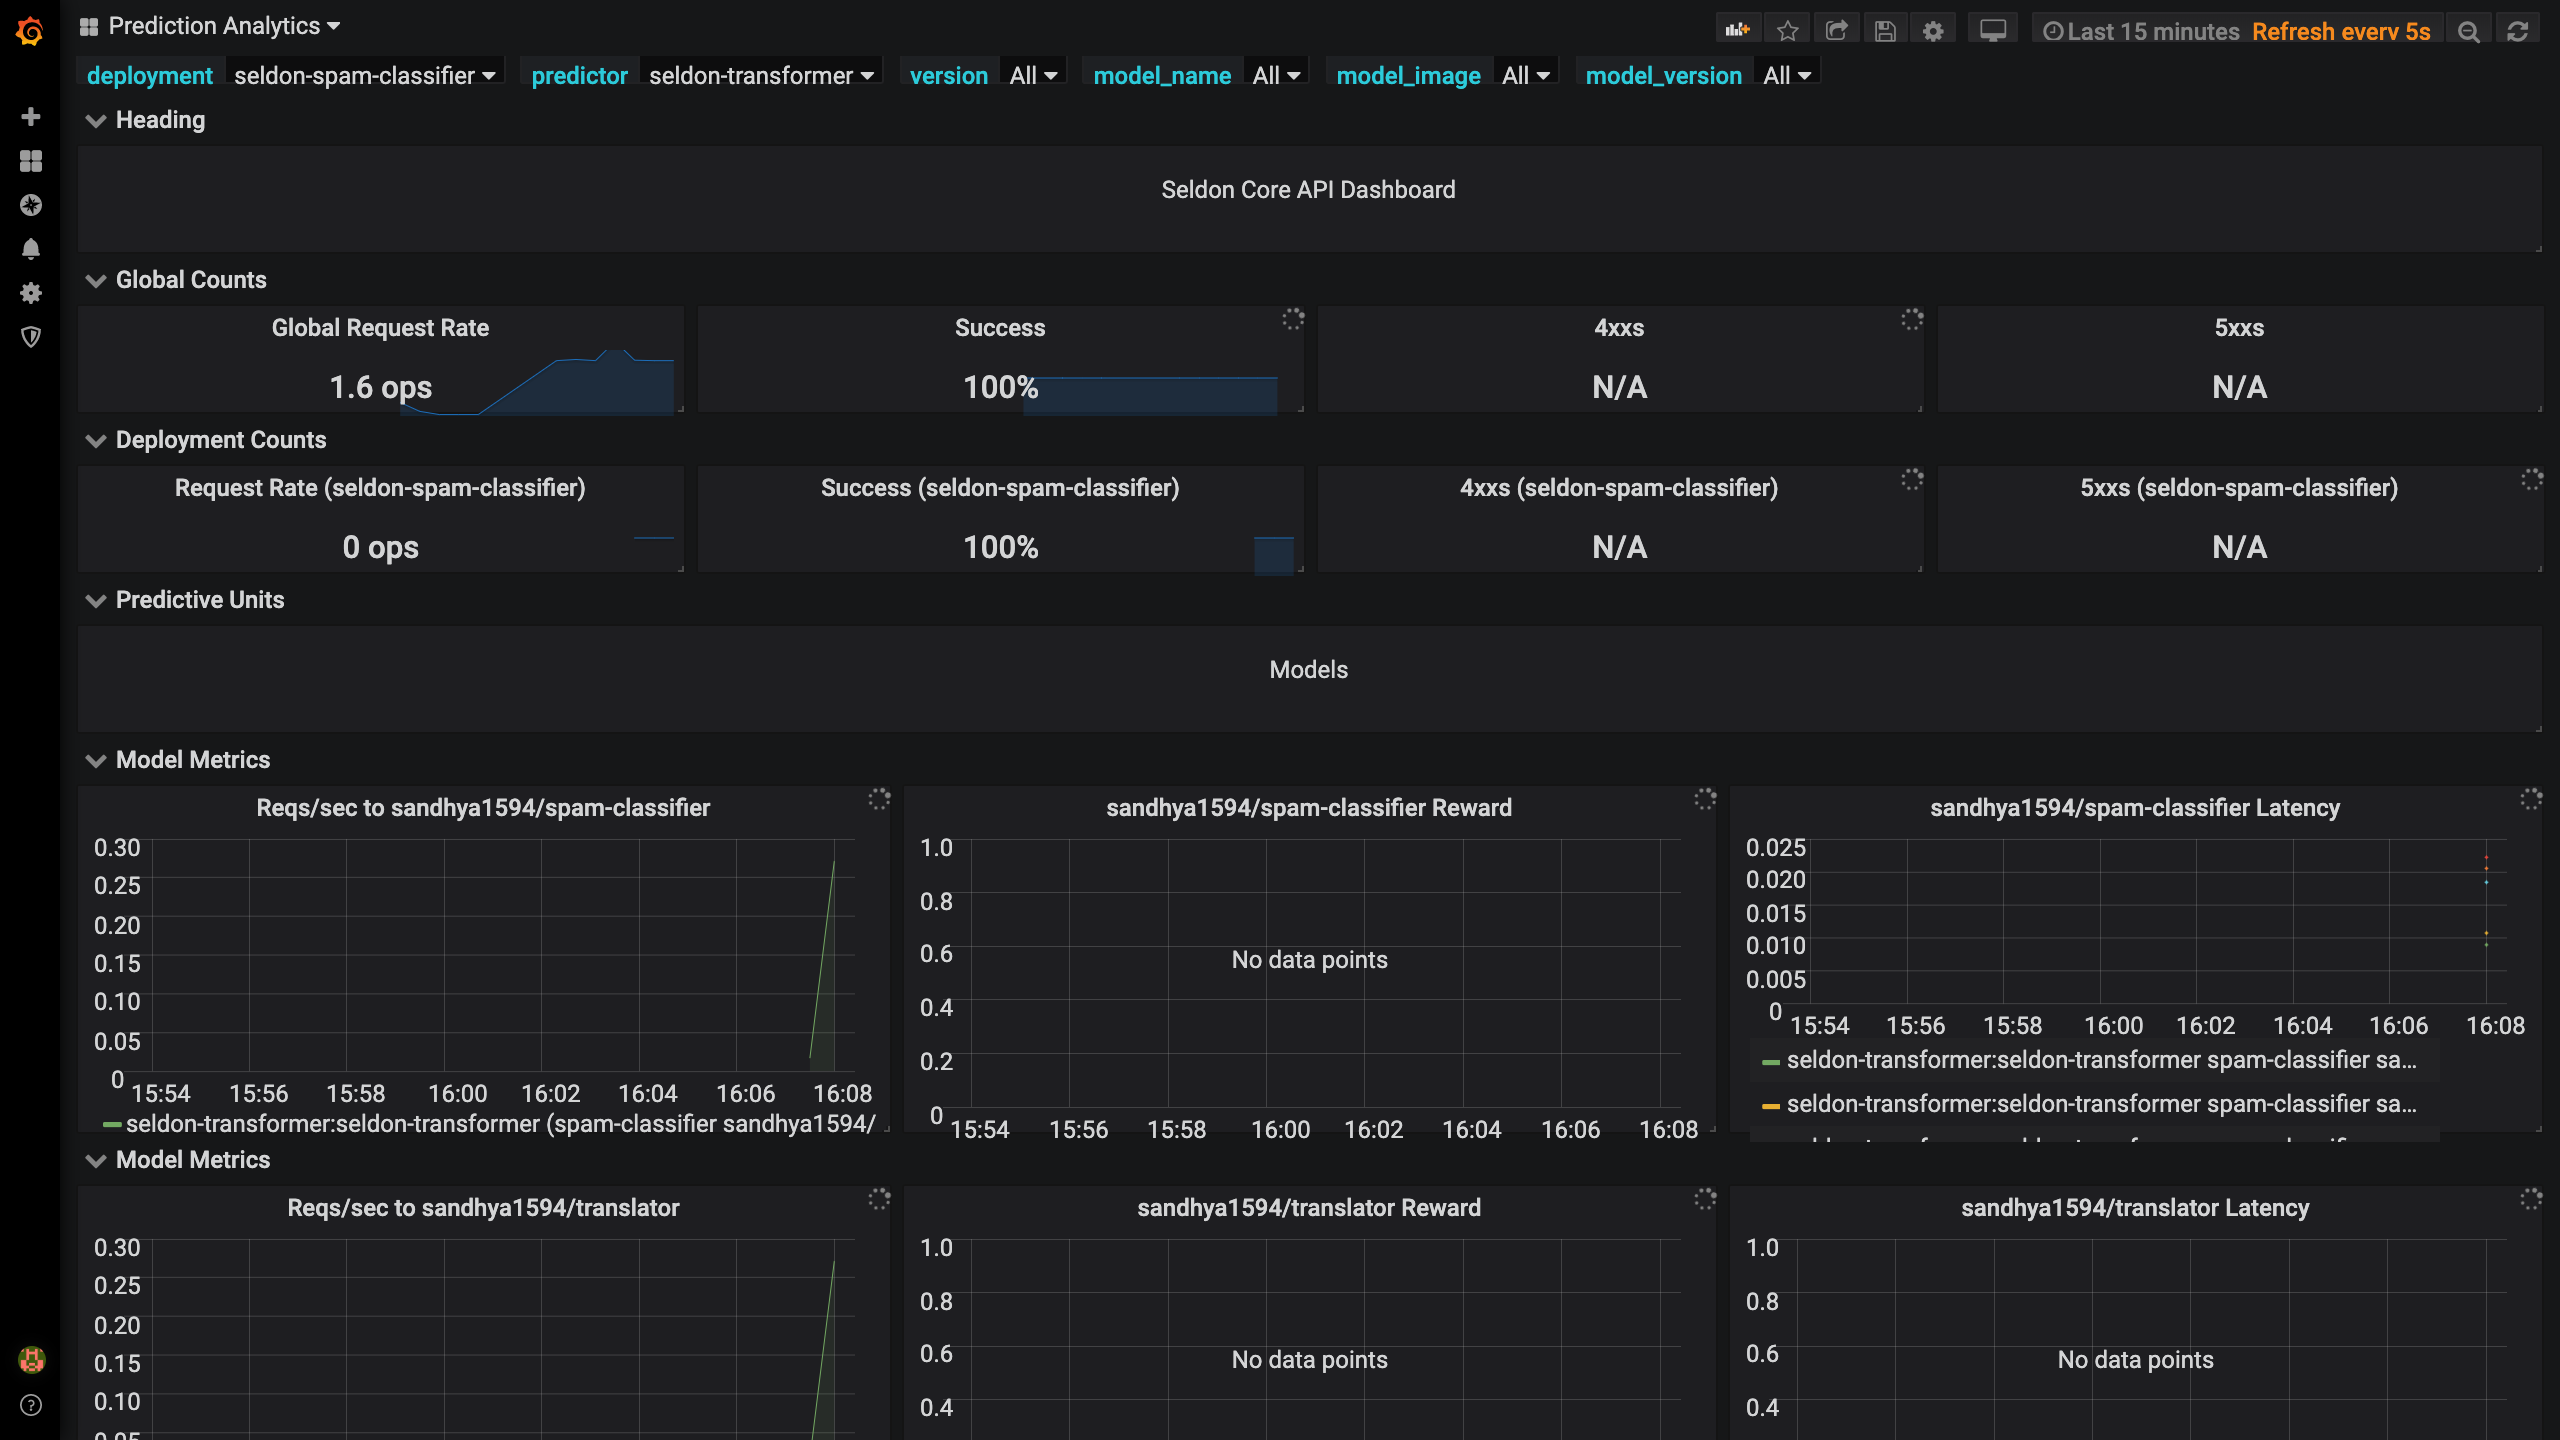 Prediction Analytics
Last 15 minutes Refresh every 5s
deployment seldon-spam-classifier predictor seldon-transformer version All model_name All model_image All model_version All
Heading
Seldon Core API Dashboard
Global Counts
Global Request Rate
1.6 ops
Success
100%
4xxs
N/A
5xxs
N/A
Deployment Counts
Request Rate (seldon-spam-classifier)
0 ops
Success (seldon-spam-classifier)
100%
4xxs (seldon-spam-classifier)
N/A
5xxs (seldon-spam-classifier)
N/A
Predictive Units
Models
Model Metrics
Reqs/sec to sandhya1594/spam-classifier
0.30
0.25
0.20
0.15
0.10
0.05
0
15:54 15:56 15:58 16:00 16:02 16:04 16:06 16:08
seldon-transformer:seldon-transformer (spam-classifier sandhya1594/
sandhya1594/spam-classifier Reward
1.0
0.8
0.6
0.4
0.2
0
No data points
15:54 15:56 15:58 16:00 16:02 16:04 16:06 16:08
sandhya1594/spam-classifier Latency
0.025
0.020
0.015
0.010
0.005
0
15:54 15:56 15:58 16:00 16:02 16:04 16:06 16:08
seldon-transformer:seldon-transformer spam-classifier sa...
seldon-transformer:seldon-transformer spam-classifier sa...
Model Metrics
Reqs/sec to sandhya1594/translator
0.30
0.25
0.20
0.15
0.10
0.05
sandhya1594/translator Reward
1.0
0.8
0.6
0.4
No data points
sandhya1594/translator Latency
1.0
0.8
0.6
0.4
No data points